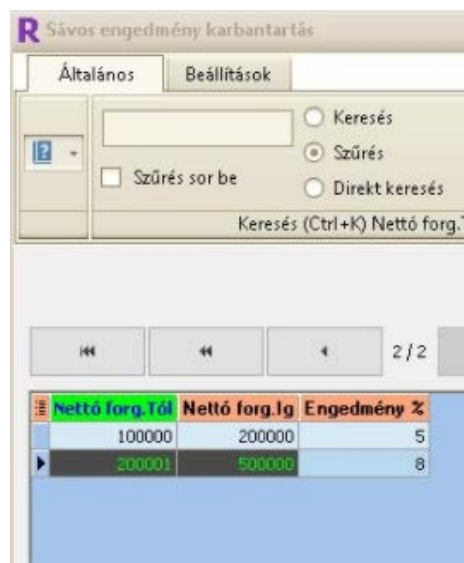 R Sávos engedmény karbantartás
Általános Beállítások
Keresés
Szűrés
Szűrés sor be
Direkt keresés
Keresés (Ctrl+K) Nettó forg.T
2/2
Nettó forg.Tól Nettó forg.Ig Engedmény %
100000 200000 5
200001 500000 8